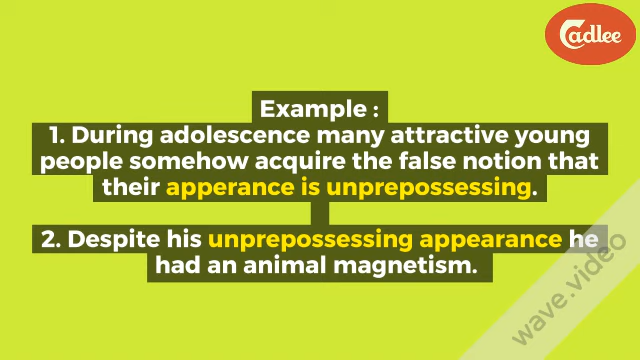 Cadlee
Example :
1. During adolescence many attractive young
people somehow acquire the false notion that
their apperance is unprepossessing.
2. Despite his unprepossessing appearance he
had an animal magnetism.
wave.video